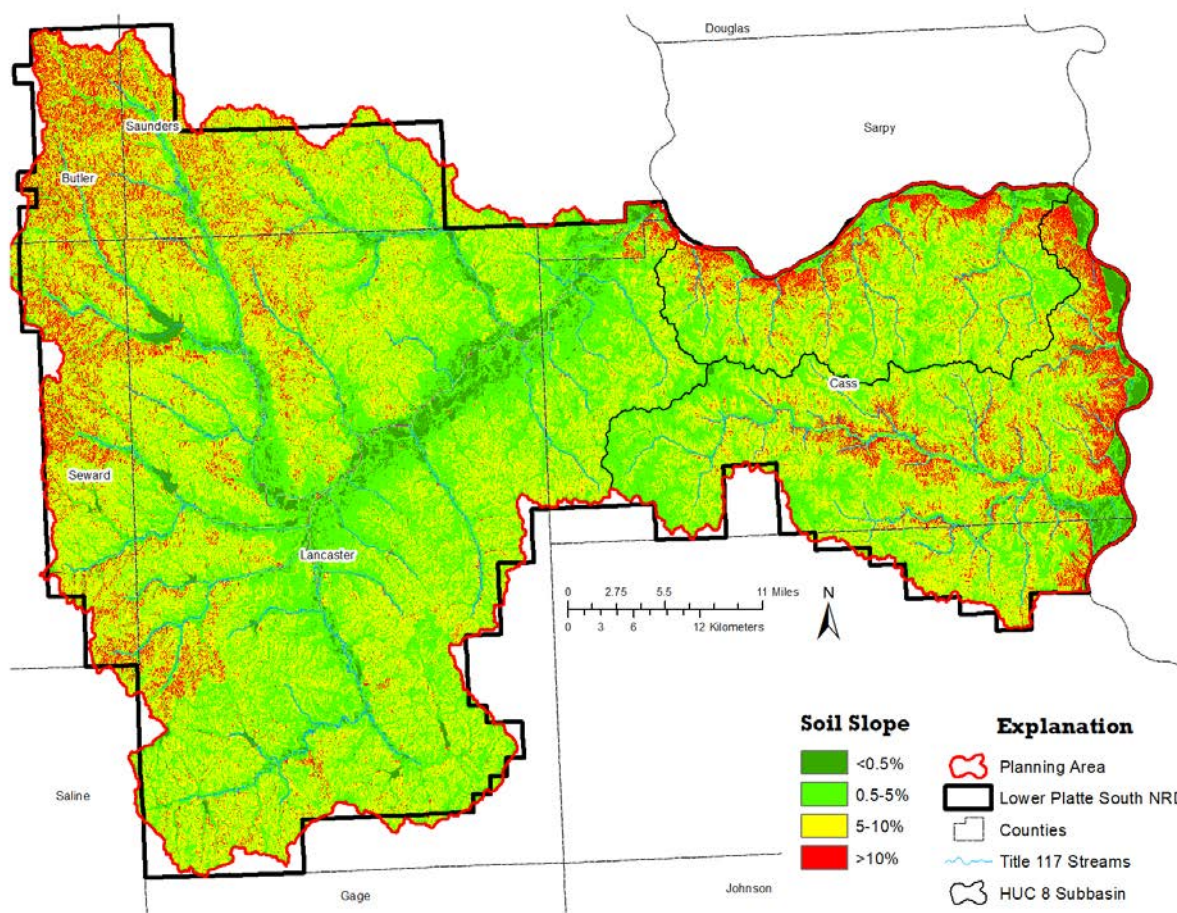 Douglas
Sarpy
Saunders
Butler
Cass
Seward
Lancaster
0 2.75 5.5 11 Miles
0 3 6 12 Kilometers
N
Saline
Gage
Johnson
Soil Slope
<0.5%
0.5-5%
5-10%
>10%
Explanation
Planning Area
Lower Platte South NRD
Counties
Title 117 Streams
HUC 8 Subbasin